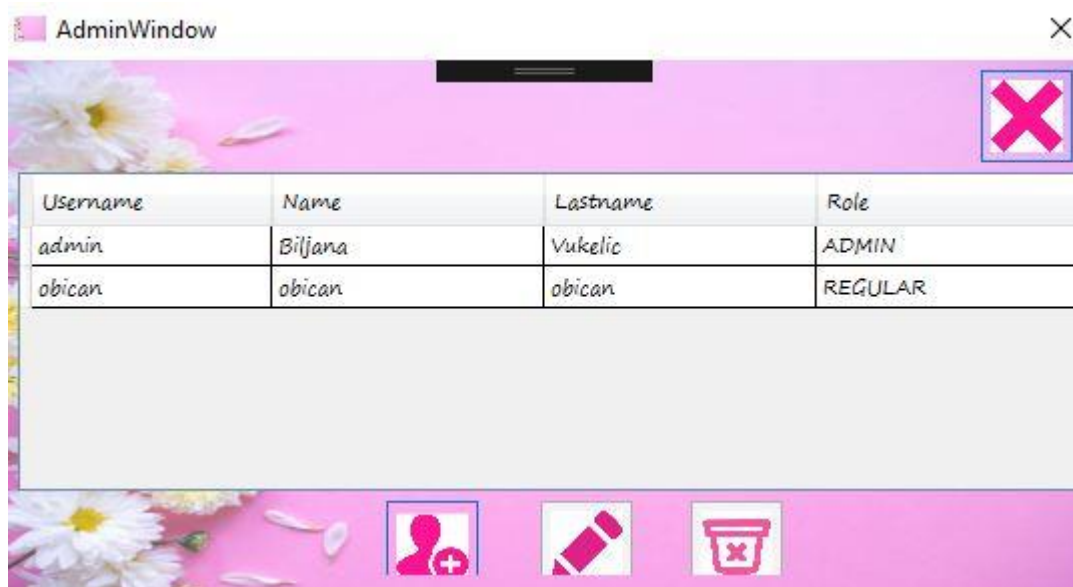 AdminWindow
Username Name Lastname Role
admin Biljana Vukelic ADMIN
obican obican obican REGULAR